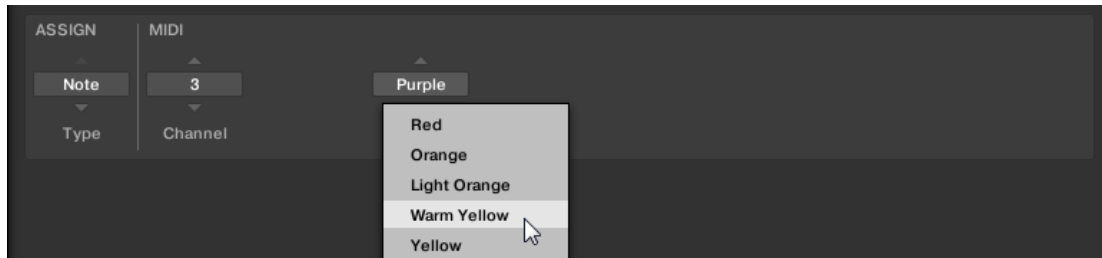 ASSIGN MIDI
Note 3 Purple
Type Channel
Red
Orange
Light Orange
Warm Yellow
Yellow